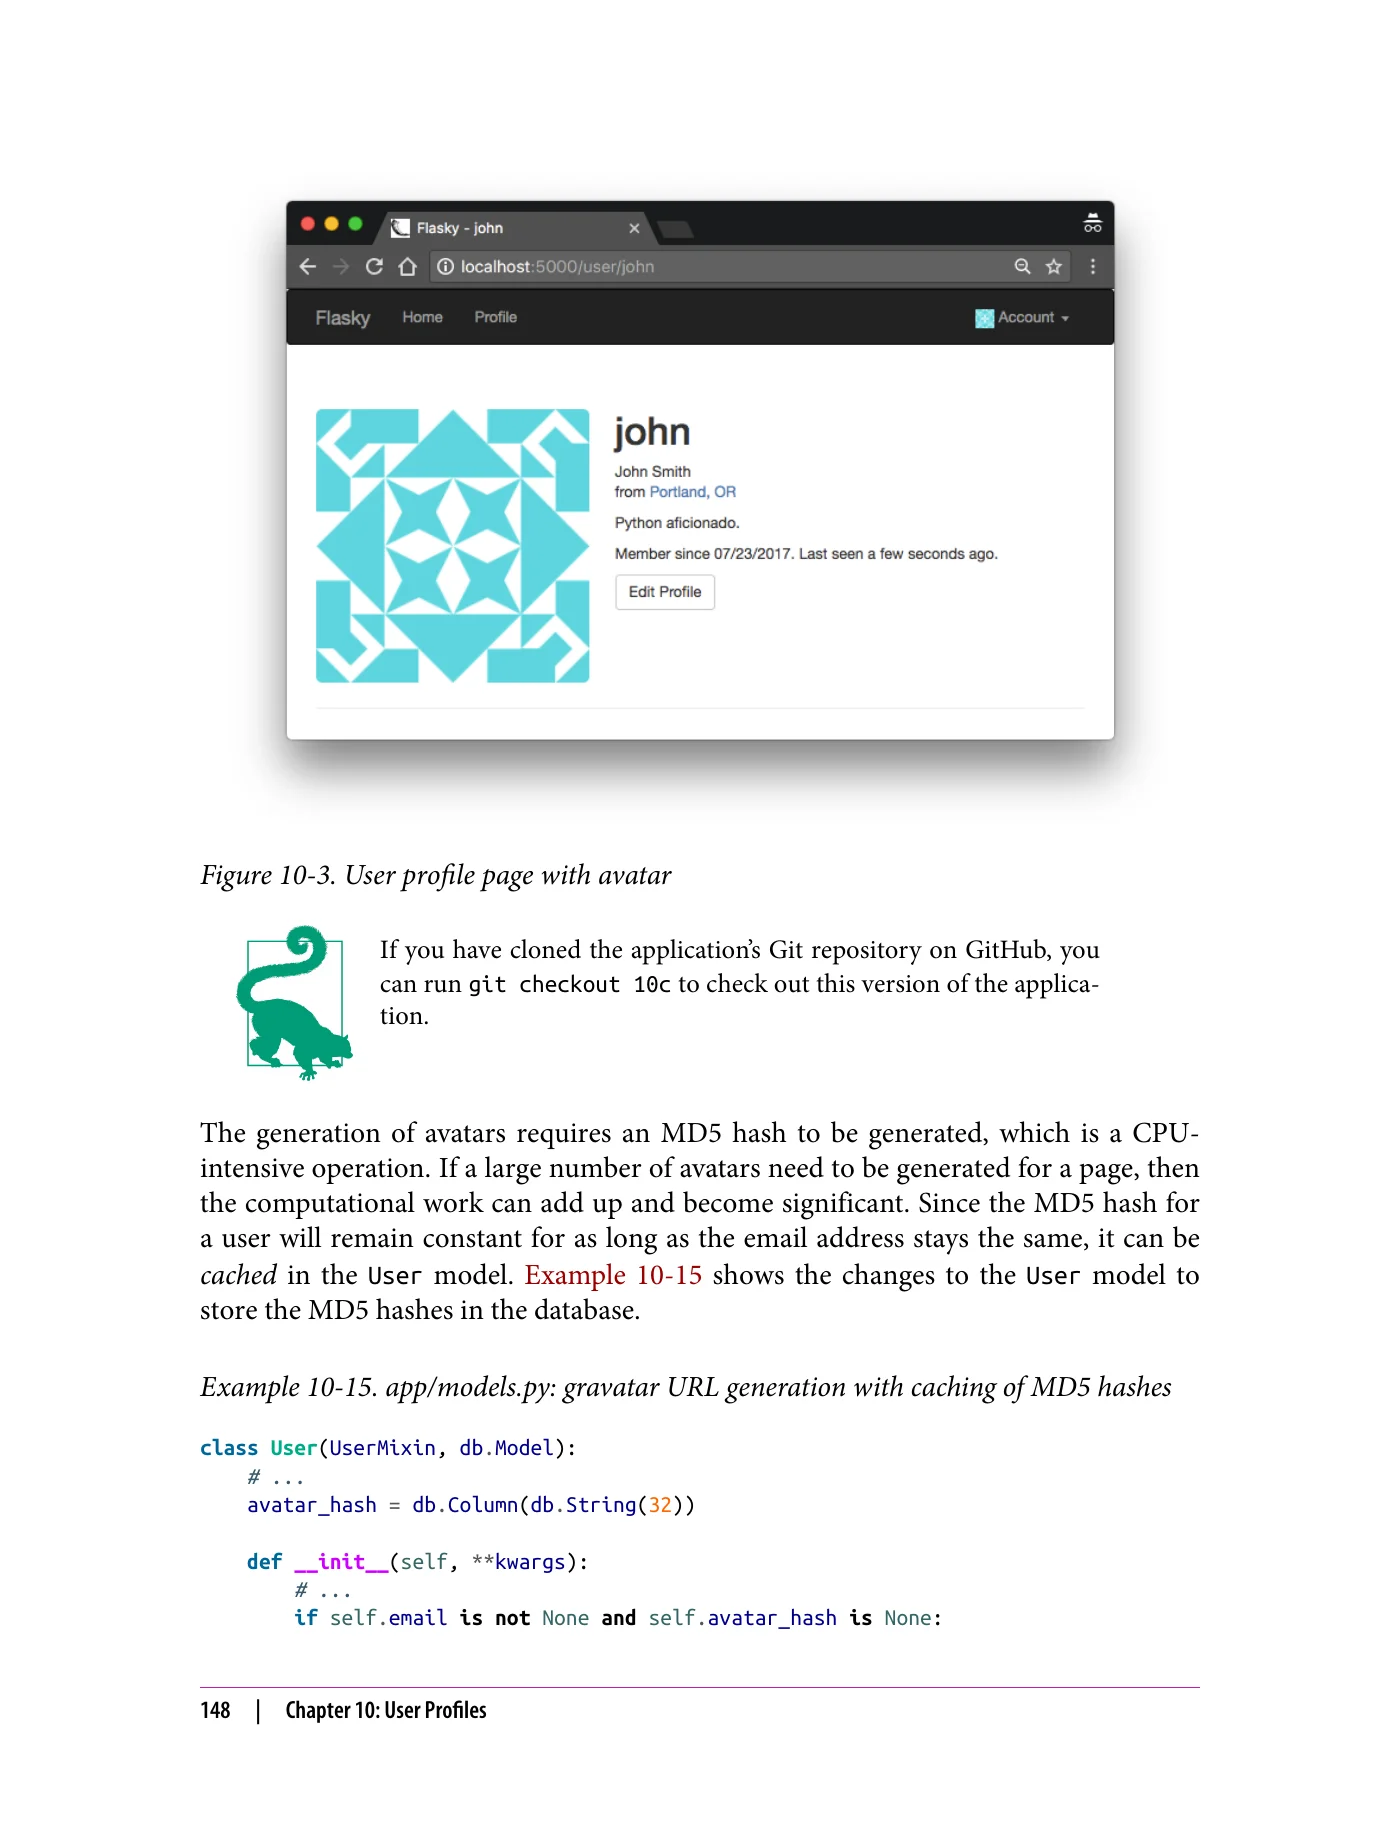 Flasky - john
localhost:5000/user/john
Flasky Home Profile Account
john
John Smith
from Portland, OR
Python aficionado.
Member since 07/23/2017. Last seen a few seconds ago.
Edit Profile
Figure 10-3. User profile page with avatar
If you have cloned the application’s Git repository on GitHub, you
can run git checkout 10c to check out this version of the applica-
tion.
The generation of avatars requires an MD5 hash to be generated, which is a CPU-
intensive operation. If a large number of avatars need to be generated for a page, then
the computational work can add up and become significant. Since the MD5 hash for
a user will remain constant for as long as the email address stays the same, it can be
cached in the User model. Example 10-15 shows the changes to the User model to
store the MD5 hashes in the database.
Example 10-15. app/models.py: gravatar URL generation with caching of MD5 hashes
class User(UserMixin, db.Model):
    # ...
    avatar_hash = db.Column(db.String(32))
    def __init__(self, **kwargs):
        # ...
        if self.email is not None and self.avatar_hash is None:
148 | Chapter 10: User Profiles